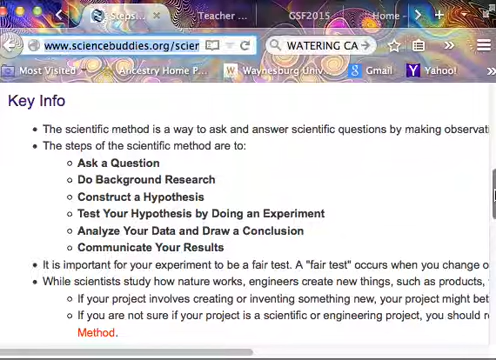 Steps
Teacher
GSF2015
Home -
www.sciencebuddies.org/scier
WATERING CA
Most Visited
Ancestry Home P...
Waynesburg Univ...
Gmail
Yahoo!
Key Info
The scientific method is a way to ask and answer scientific questions by making observati
The steps of the scientific method are to:
Ask a Question
Do Background Research
Construct a Hypothesis
Test Your Hypothesis by Doing an Experiment
Analyze Your Data and Draw a Conclusion
Communicate Your Results
It is important for your experiment to be a fair test. A "fair test" occurs when you change o
While scientists study how nature works, engineers create new things, such as products,
If your project involves creating or inventing something new, your project might bet
If you are not sure if your project is a scientific or engineering project, you should r
Method.